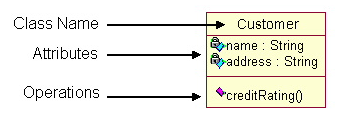 Class Name
Customer
Attributes
name : String
address : String
Operations
creditRating()